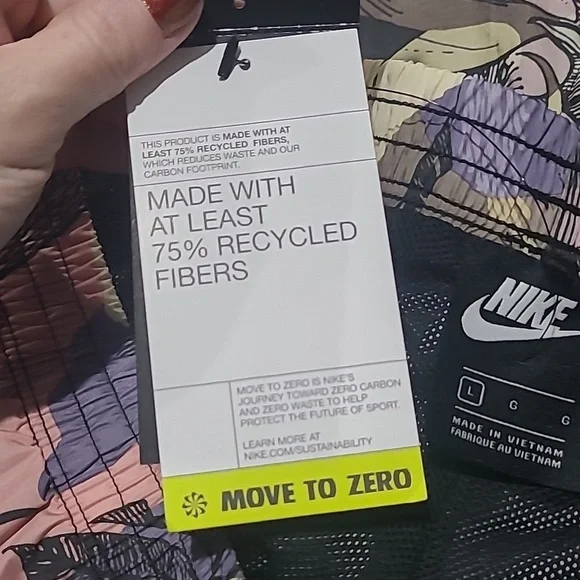 THIS PRODUCT IS MADE WITH AT
LEAST 75% RECYCLED FIBERS,
WHICH REDUCES WASTE AND OUR
CARBON FOOTPRINT.
MADE WITH
AT LEAST
75% RECYCLED
FIBERS
MOVE TO ZERO IS NIKE'S
JOURNEY TOWARD ZERO CARBON
AND ZERO WASTE TO HELP
PROTECT THE FUTURE OF SPORT.
LEARN MORE AT
NIKE.COM/SUSTAINABILITY
MOVE TO ZERO
NIKE
L G G
MADE IN VIETNAM
FABRIQUE AU VIETNAM